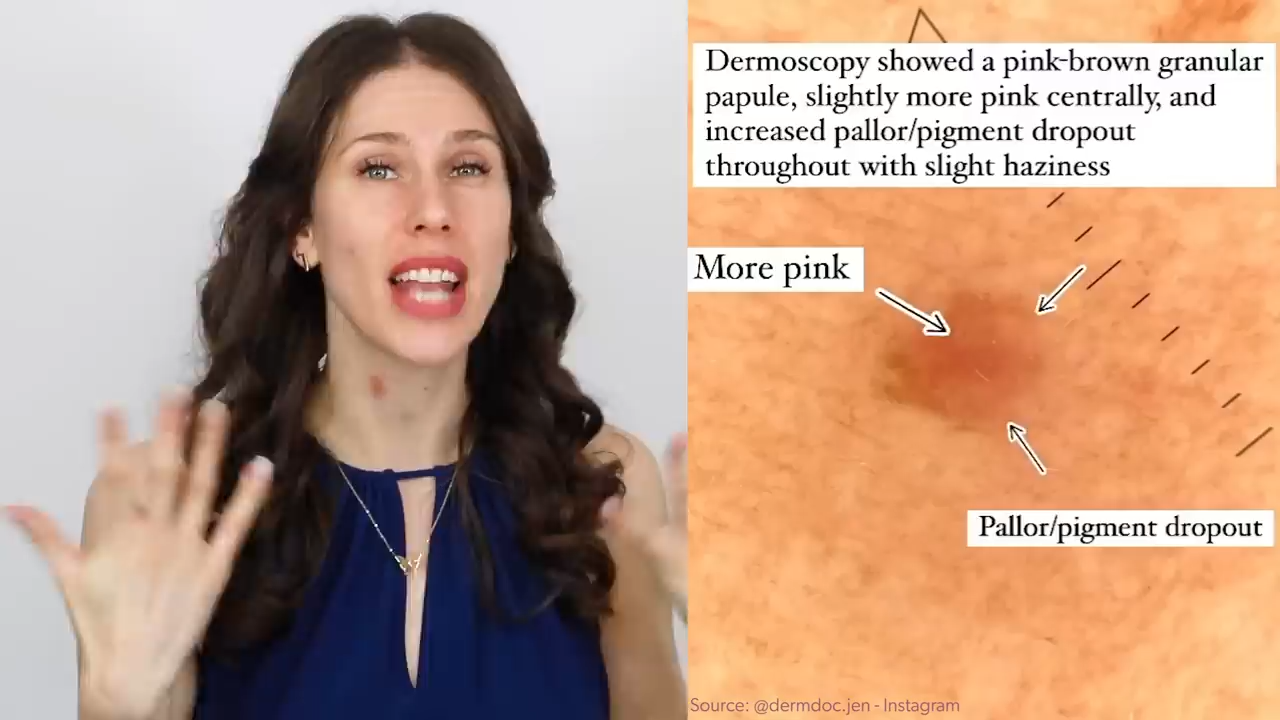 Dermoscopy showed a pink-brown granular
papule, slightly more pink centrally, and
increased pallor/pigment dropout
throughout with slight haziness
More pink
Pallor/pigment dropout
Source: @dermdoc.jen - Instagram